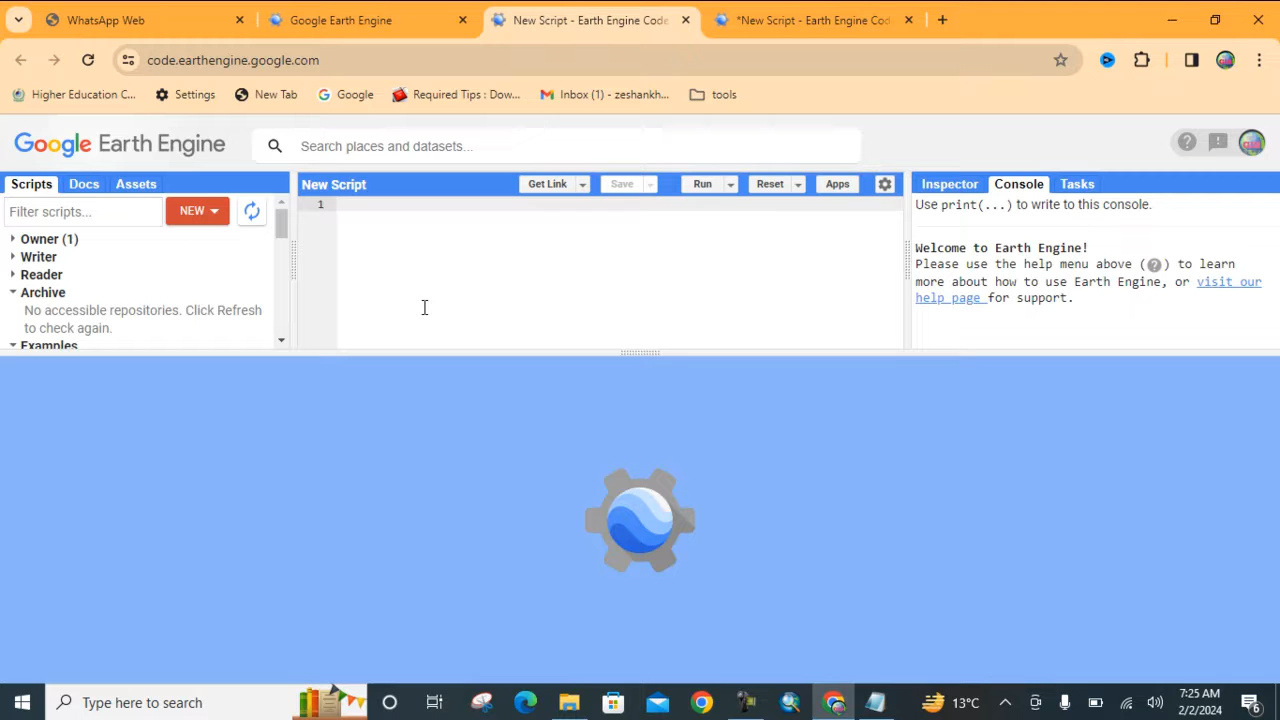 WhatsApp Web
Google Earth Engine
New Script - Earth Engine Code
*New Script - Earth Engine Cod
code.earthengine.google.com
Higher Education C...
Settings
New Tab
Google
Required Tips : Dow...
Inbox (1) - zeshankh...
tools
Google Earth Engine
Search places and datasets...
Scripts
Docs
Assets
New Script
Get Link
Save
Run
Reset
Apps
Inspector
Console
Tasks
Filter scripts...
NEW
1
Use print(...) to write to this console.
Owner (1)
Writer
Reader
Archive
No accessible repositories. Click Refresh
to check again.
Examples
Welcome to Earth Engine!
Please use the help menu above (?) to learn
more about how to use Earth Engine, or visit our
help page for support.
Type here to search
13°C
7:25 AM
2/2/2024
6